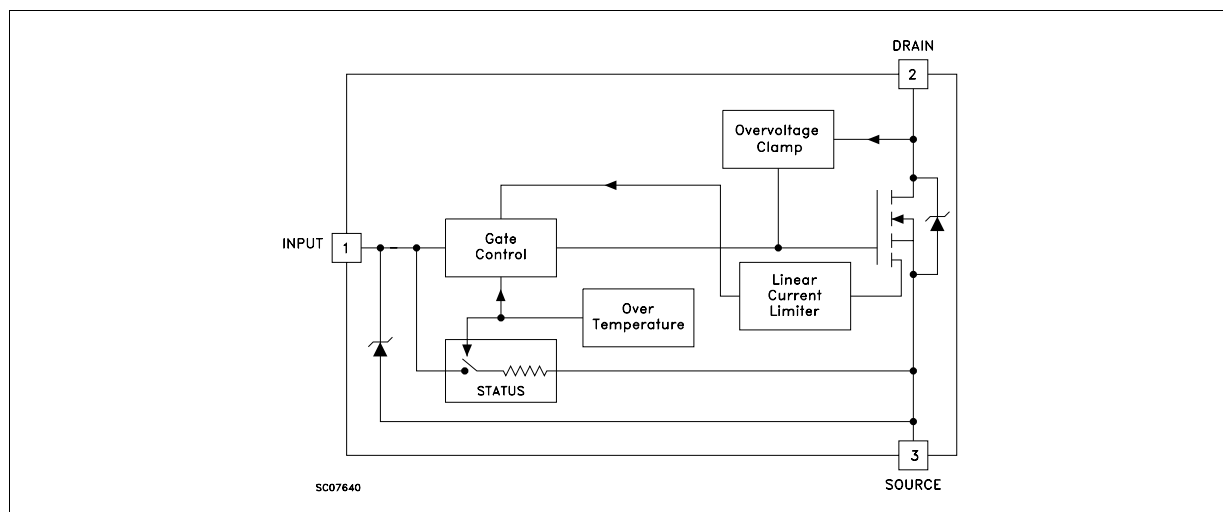 DRAIN
2
Overvoltage
Clamp
INPUT
1
Gate
Control
Linear
Current
Limiter
Over
Temperature
STATUS
3
SOURCE
SC07640